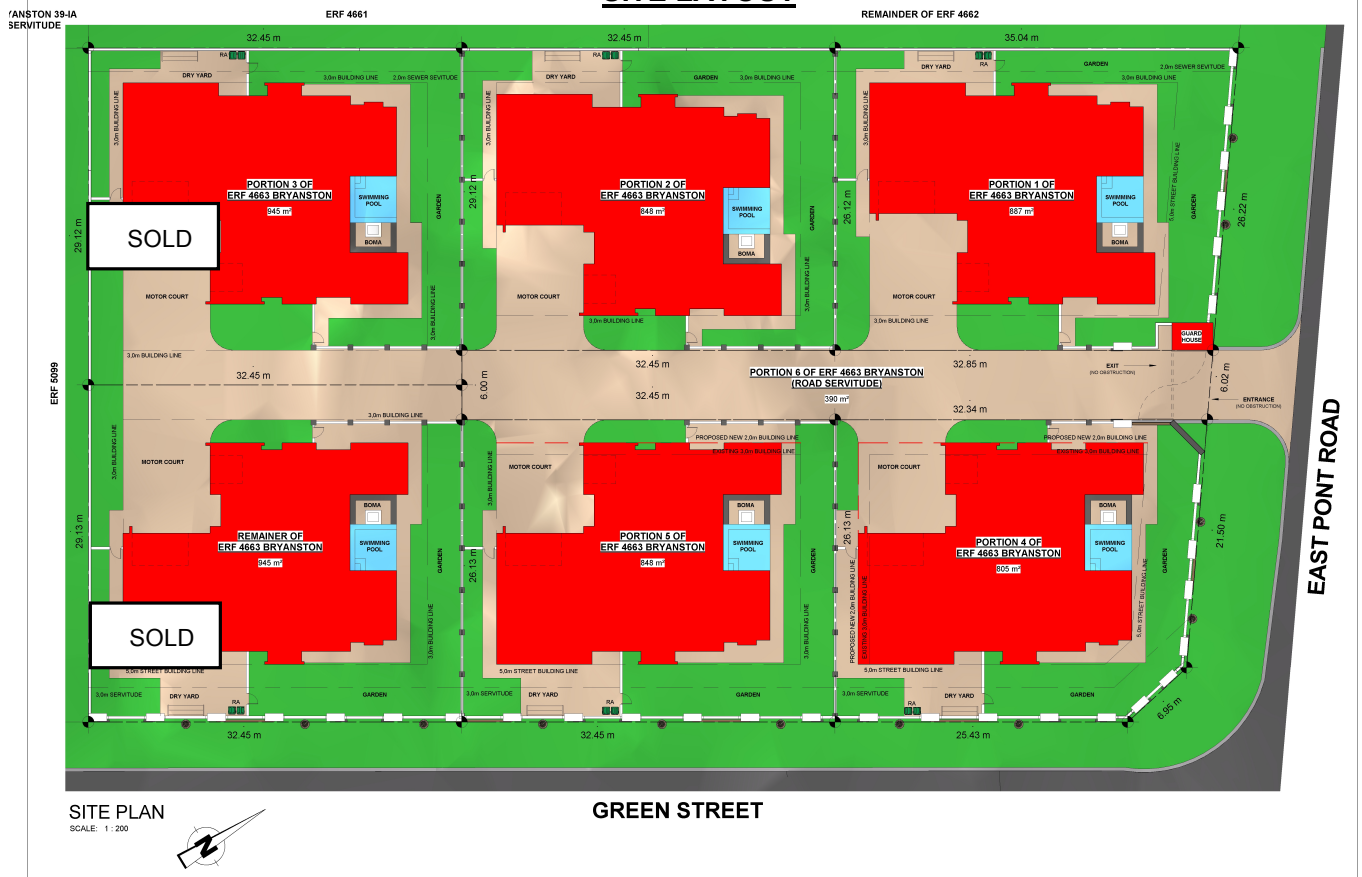 SITE LAYOUT
YANSTON 39-IA
SERVITUDE
ERF 4661
REMAINDER OF ERF 4662
32.45 m
32.45 m
35.04 m
RA
RA
RA
DRY YARD
3,0m BUILDING LINE
2,0m SEWER SEVITUDE
DRY YARD
GARDEN
3,0m BUILDING LINE
DRY YARD
GARDEN
3,0m BUILDING LINE
2,0m SEWER SEVITUDE
3,0m BUILDING LINE
3,0m BUILDING LINE
3,0m BUILDING LINE
5,0m STREET BUILDING LINE
PORTION 3 OF
ERF 4663 BRYANSTON
945 m²
SWIMMING
POOL
BOMA
GARDEN
29.12 m
PORTION 2 OF
ERF 4663 BRYANSTON
848 m²
SWIMMING
POOL
BOMA
GARDEN
26.12 m
PORTION 1 OF
ERF 4663 BRYANSTON
887 m²
SWIMMING
POOL
BOMA
GARDEN
26.22 m
SOLD
29.12 m
MOTOR COURT
3,0m BUILDING LINE
MOTOR COURT
3,0m BUILDING LINE
3,0m BUILDING LINE
MOTOR COURT
3,0m BUILDING LINE
GUARD
HOUSE
3,0m BUILDING LINE
ERF 5099
32.45 m
6.00 m
32.45 m
32.85 m
EXIT
(NO OBSTRUCTION)
PORTION 6 OF ERF 4663 BRYANSTON
(ROAD SERVITUDE)
390 m²
6.02 m
ENTRANCE
(NO OBSTRUCTION)
32.45 m
32.34 m
3,0m BUILDING LINE
EAST PONT ROAD
PROPOSED NEW 2,0m BUILDING LINE
EXISTING 3,0m BUILDING LINE
PROPOSED NEW 2,0m BUILDING LINE
EXISTING 3,0m BUILDING LINE
3,0m BUILDING LINE
MOTOR COURT
3,0m BUILDING LINE
MOTOR COURT
MOTOR COURT
29.13 m
REMAINER OF
ERF 4663 BRYANSTON
945 m²
BOMA
SWIMMING
POOL
GARDEN
26.13 m
PORTION 5 OF
ERF 4663 BRYANSTON
848 m²
BOMA
SWIMMING
POOL
GARDEN
26.13 m
PORTION 4 OF
ERF 4663 BRYANSTON
805 m²
BOMA
SWIMMING
POOL
GARDEN
21.50 m
SOLD
3,0m BUILDING LINE
3,0m BUILDING LINE
PROPOSED NEW 2,0m BUILDING LINE
EXISTING 3,0m BUILDING LINE
5,0m STREET BUILDING LINE
5,0m STREET BUILDING LINE
5,0m STREET BUILDING LINE
5,0m STREET BUILDING LINE
3,0m SERVITUDE
DRY YARD
RA
GARDEN
3,0m SERVITUDE
DRY YARD
RA
GARDEN
3,0m SERVITUDE
RA
DRY YARD
GARDEN
6.95 m
32.45 m
32.45 m
25.43 m
SITE PLAN
SCALE: 1 : 200
N
GREEN STREET